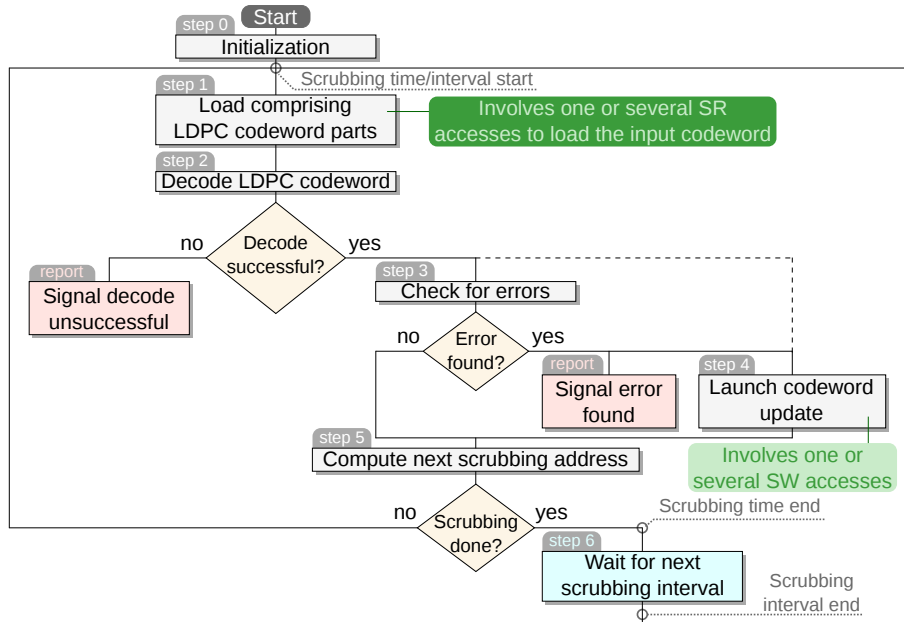 Start
step 0
Initialization
Scrubbing time/interval start
step 1
Load comprising
LDPC codeword parts
Involves one or several SR
accesses to load the input codeword
step 2
Decode LDPC codeword
no
Decode
successful?
yes
report
Signal decode
unsuccessful
step 3
Check for errors
no
Error
found?
yes
report
Signal error
found
step 4
Launch codeword
update
step 5
Compute next scrubbing address
Involves one or
several SW accesses
no
Scrubbing
done?
yes
Scrubbing time end
step 6
Wait for next
scrubbing interval
Scrubbing
interval end